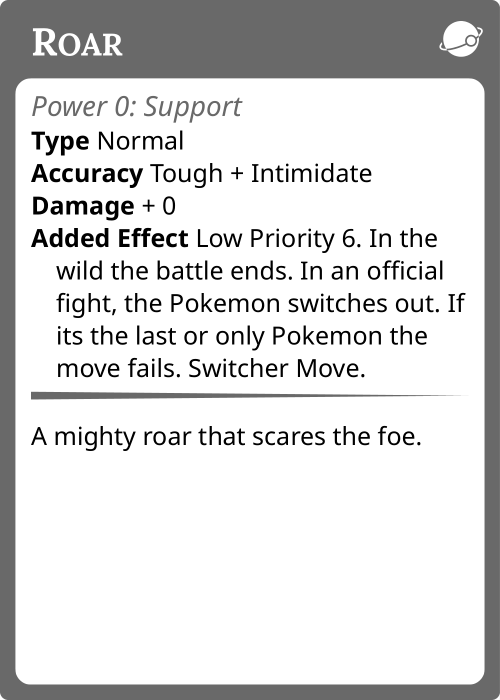 Roar
Power 0: Support
Type Normal
Accuracy Tough + Intimidate
Damage + 0
Added Effect Low Priority 6. In the
wild the battle ends. In an official
fight, the Pokemon switches out. If
its the last or only Pokemon the
move fails. Switcher Move.
A mighty roar that scares the foe.